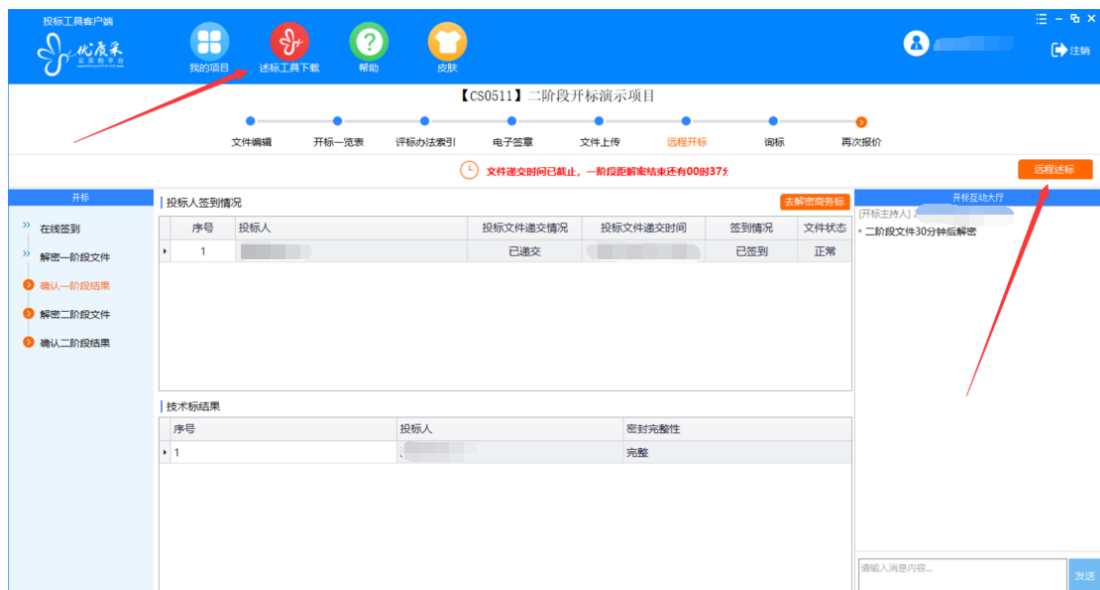 投标工具客户端
优质采
我的项目
述标工具下载
帮助
皮肤
注销
【CS0511】二阶段开标演示项目
文件编辑
开标一览表
评标办法索引
电子签章
文件上传
远程开标
询标
再次报价
文件递交时间已截止，一阶段距解密结束还有00时37分
远程述标
开标
在线签到
解密一阶段文件
确认一阶段结果
解密二阶段文件
确认二阶段结果
投标人签到情况
去解密商务标
序号 投标人 投标文件递交情况 投标文件递交时间 签到情况 文件状态
1 已递交 已签到 正常
技术标结果
序号 投标人 密封完整性
1 完整
开标互动大厅
[开标主持人]
二阶段文件30分钟后解密
请输入消息内容...
发送